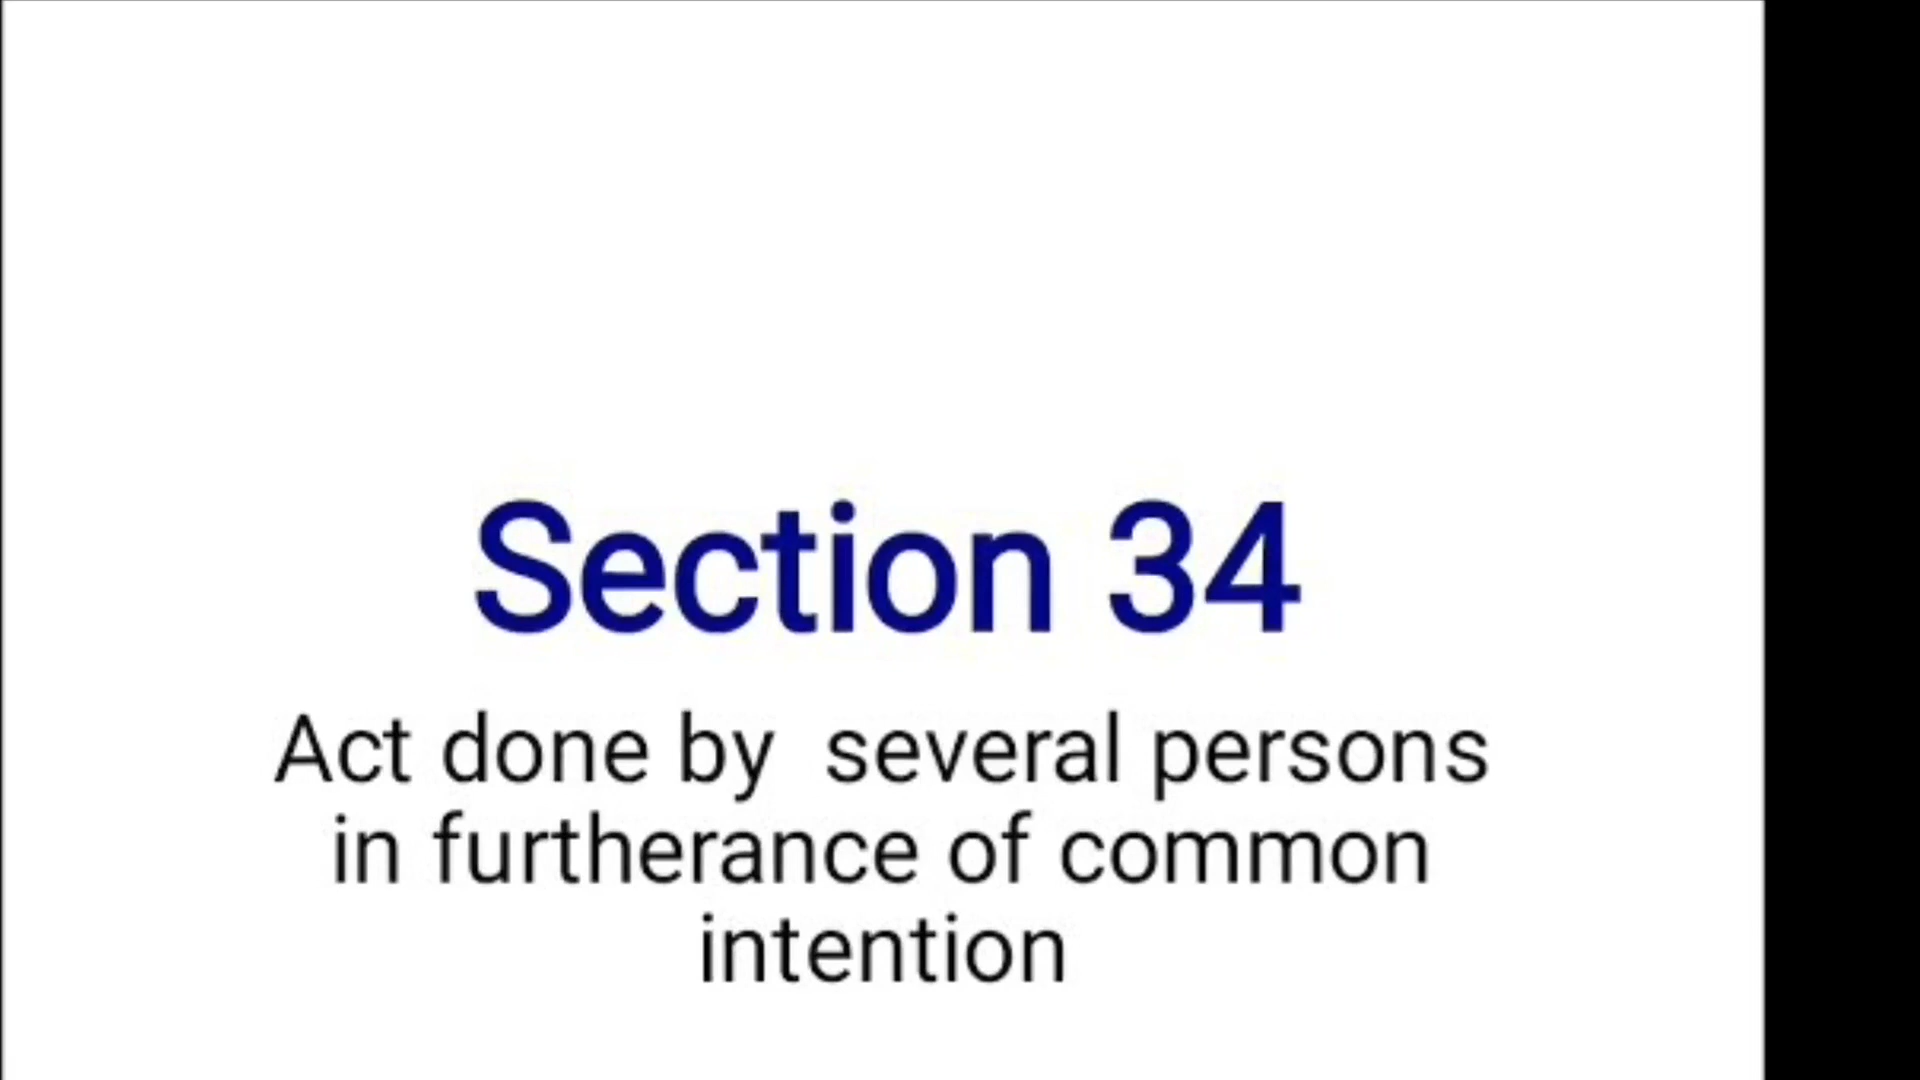 Section 34
Act done by  several persons
in furtherance of common
intention